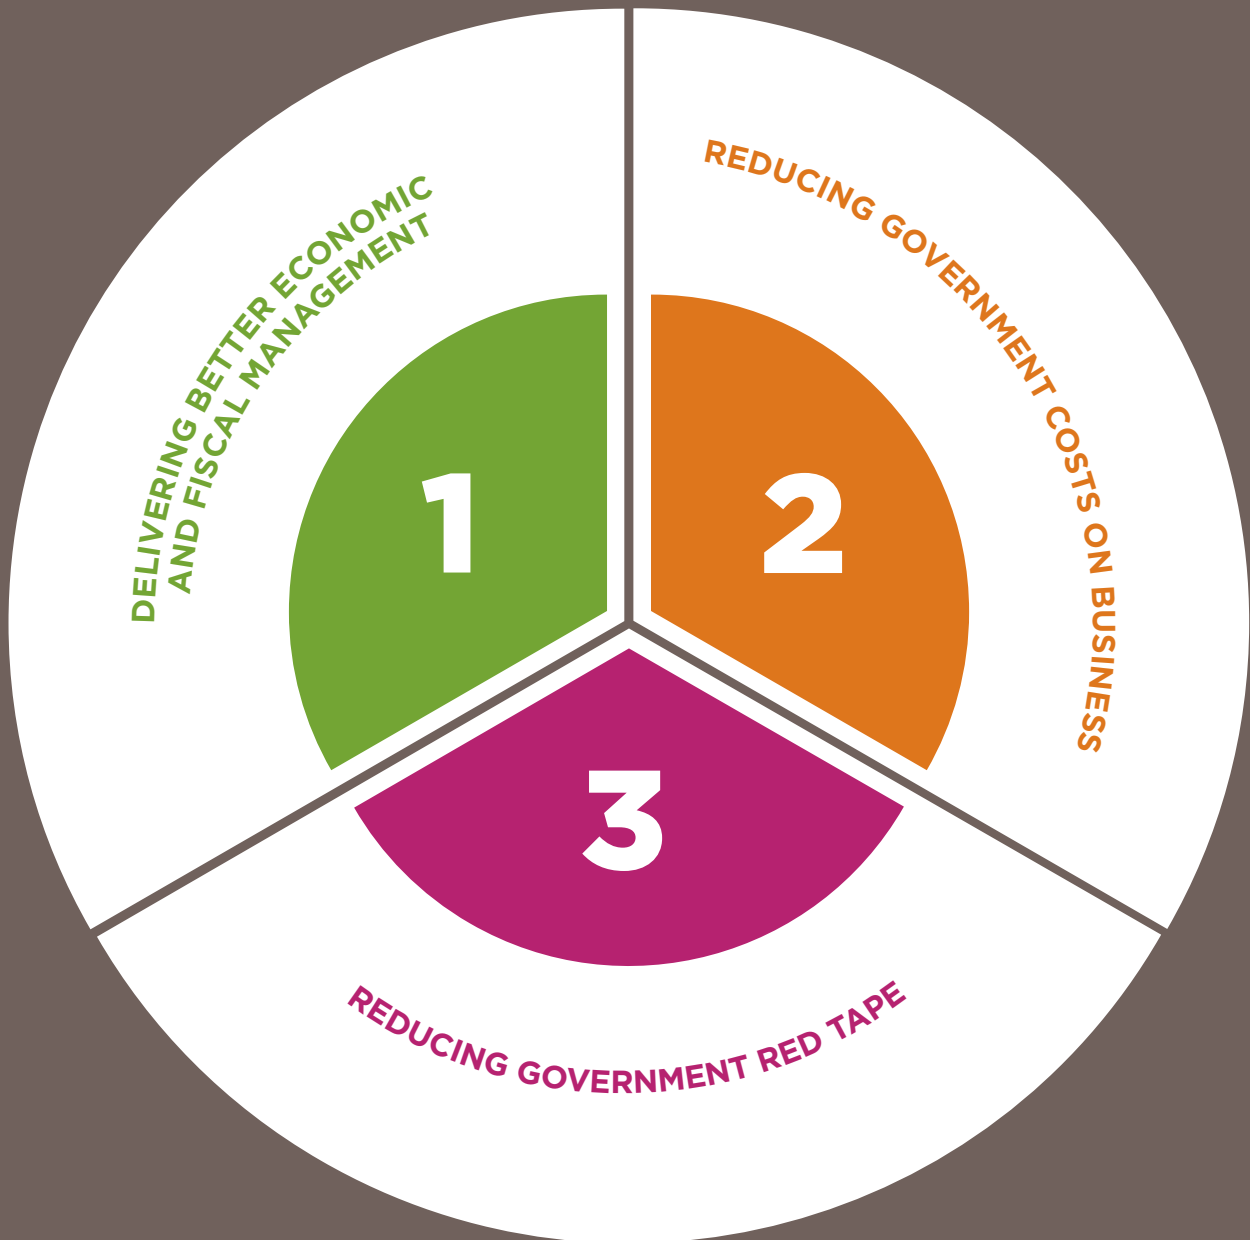 DELIVERING BETTER ECONOMIC
AND FISCAL MANAGEMENT
1
REDUCING GOVERNMENT COSTS ON BUSINESS
2
3
REDUCING GOVERNMENT RED TAPE